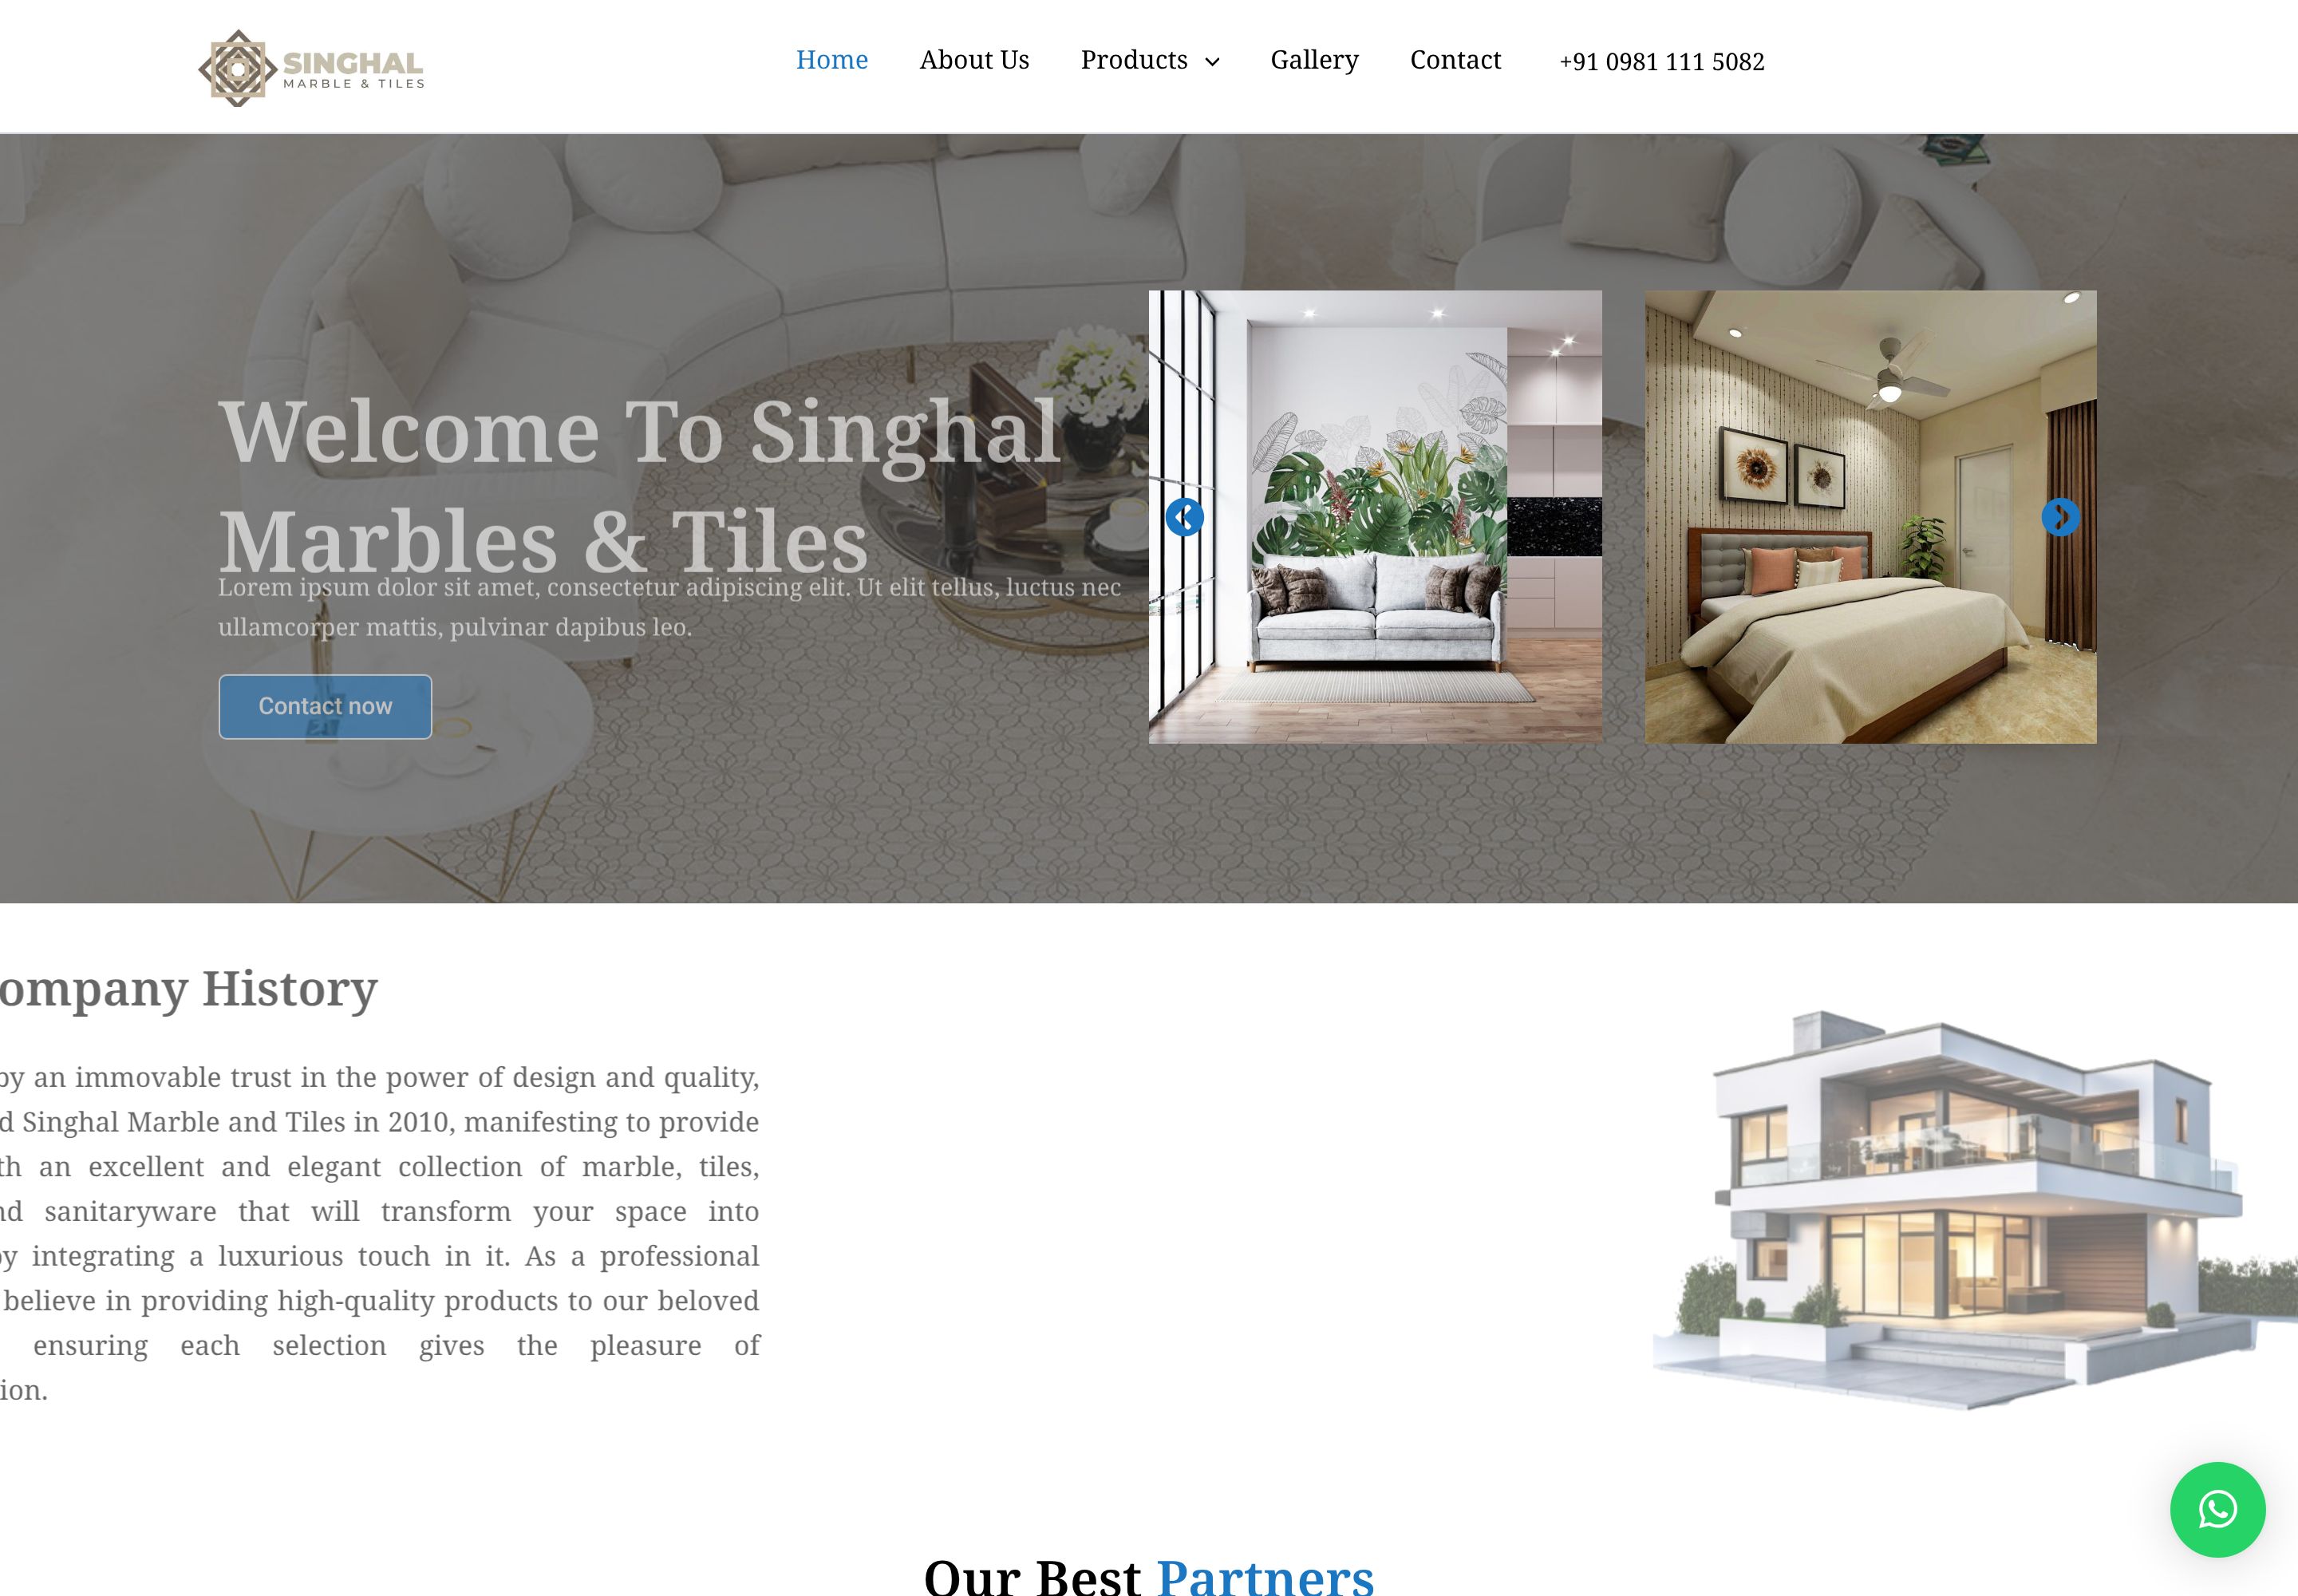 SINGHAL
MARBLE & TILES
Home About Us Products Gallery Contact +91 0981 111 5082
Welcome To Singhal
Marbles & Tiles
Lorem ipsum dolor sit amet, consectetur adipiscing elit. Ut elit tellus, luctus nec
ullamcorper mattis, pulvinar dapibus leo.
Contact now
ompany History
by an immovable trust in the power of design and quality,
d Singhal Marble and Tiles in 2010, manifesting to provide
th an excellent and elegant collection of marble, tiles,
nd sanitaryware that will transform your space into
by integrating a luxurious touch in it. As a professional
believe in providing high-quality products to our beloved
ensuring each selection gives the pleasure of
ion.
Our Best Partners